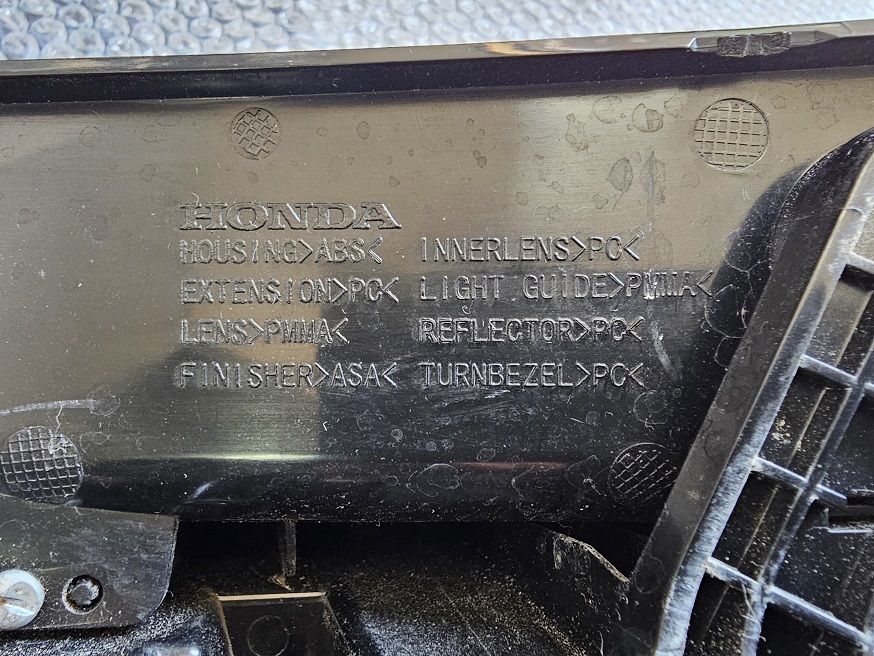 HONDA
HOUSING>ABS< INNERLENS>PC<
EXTENSION>PC< LIGHT GUIDE>PMMA<
LENS>PMMA< REFLECTOR>PC<
FINISHER>ASA< TURNBEZEL>PC<